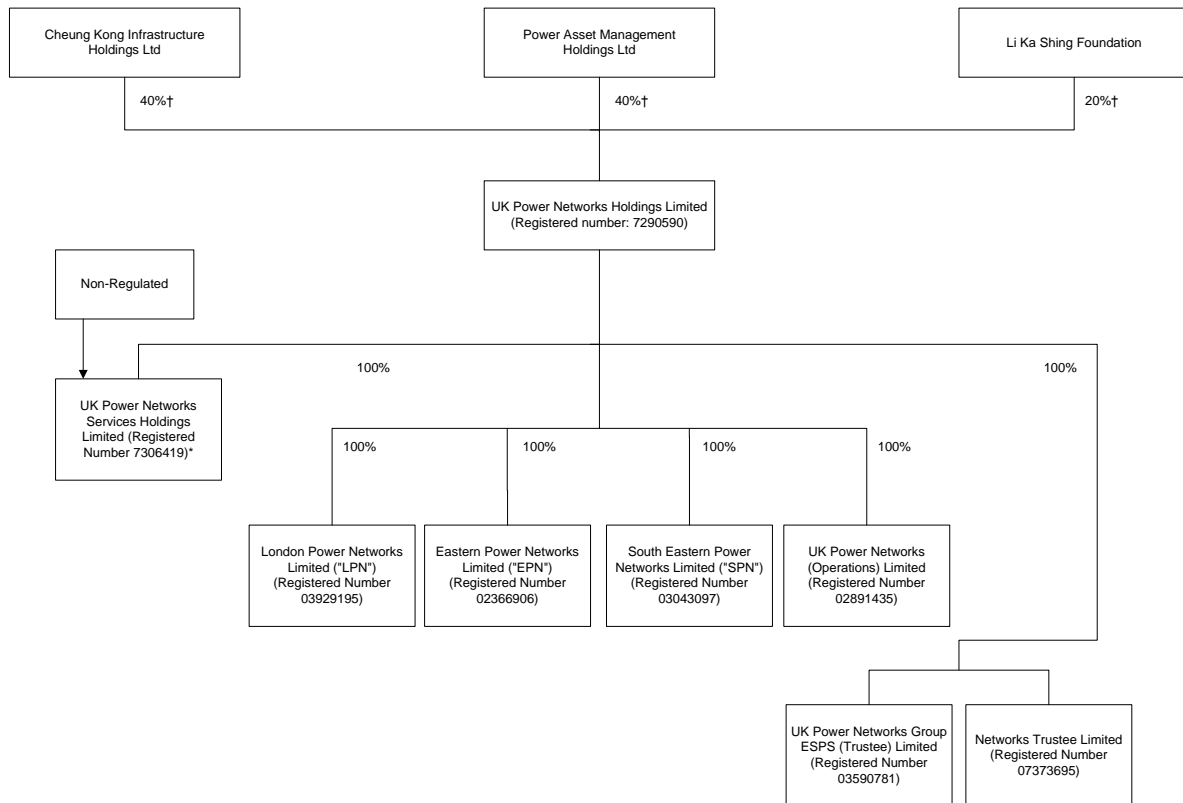 Cheung Kong Infrastructure
Holdings Ltd
Power Asset Management
Holdings Ltd
Li Ka Shing Foundation
40%†
40%†
20%†
UK Power Networks Holdings Limited
(Registered number: 7290590)
Non-Regulated
100%
100%
UK Power Networks
Services Holdings
Limited (Registered
Number 7306419)*
100%
100%
100%
100%
London Power Networks
Limited ("LPN")
(Registered Number
03929195)
Eastern Power Networks
Limited ("EPN")
(Registered Number
02366906)
South Eastern Power
Networks Limited ("SPN")
(Registered Number
03043097)
UK Power Networks
(Operations) Limited
(Registered Number
02891435)
UK Power Networks Group
ESPS (Trustee) Limited
(Registered Number
03590781)
Networks Trustee Limited
(Registered Number
07373695)